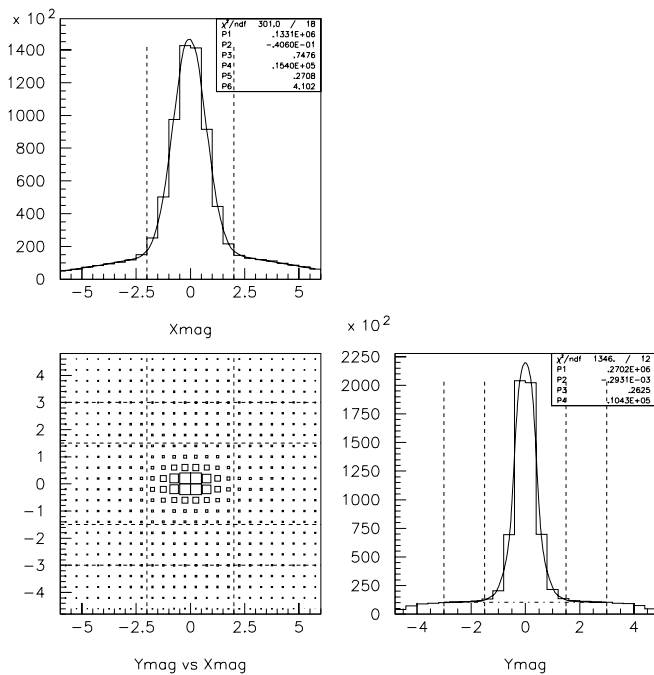 x 10²
χ²/ndf 301.0 / 18
P1 .1331E+06
P2 -.4060E-01
P3 .7476
P4 .1540E+05
P5 .2708
P6 4.102
1400
1200
1000
800
600
400
200
0
−5 −2.5 0 2.5 5
Xmag
4
3
2
1
0
−1
−2
−3
−4
−5 −2.5 0 2.5 5
Ymag vs Xmag
x 10²
χ²/ndf 1346. / 12
P1 .2702E+06
P2 -.2931E-03
P3 .2625
P4 .1043E+05
2250
2000
1750
1500
1250
1000
750
500
250
0
−4 −2 0 2 4
Ymag